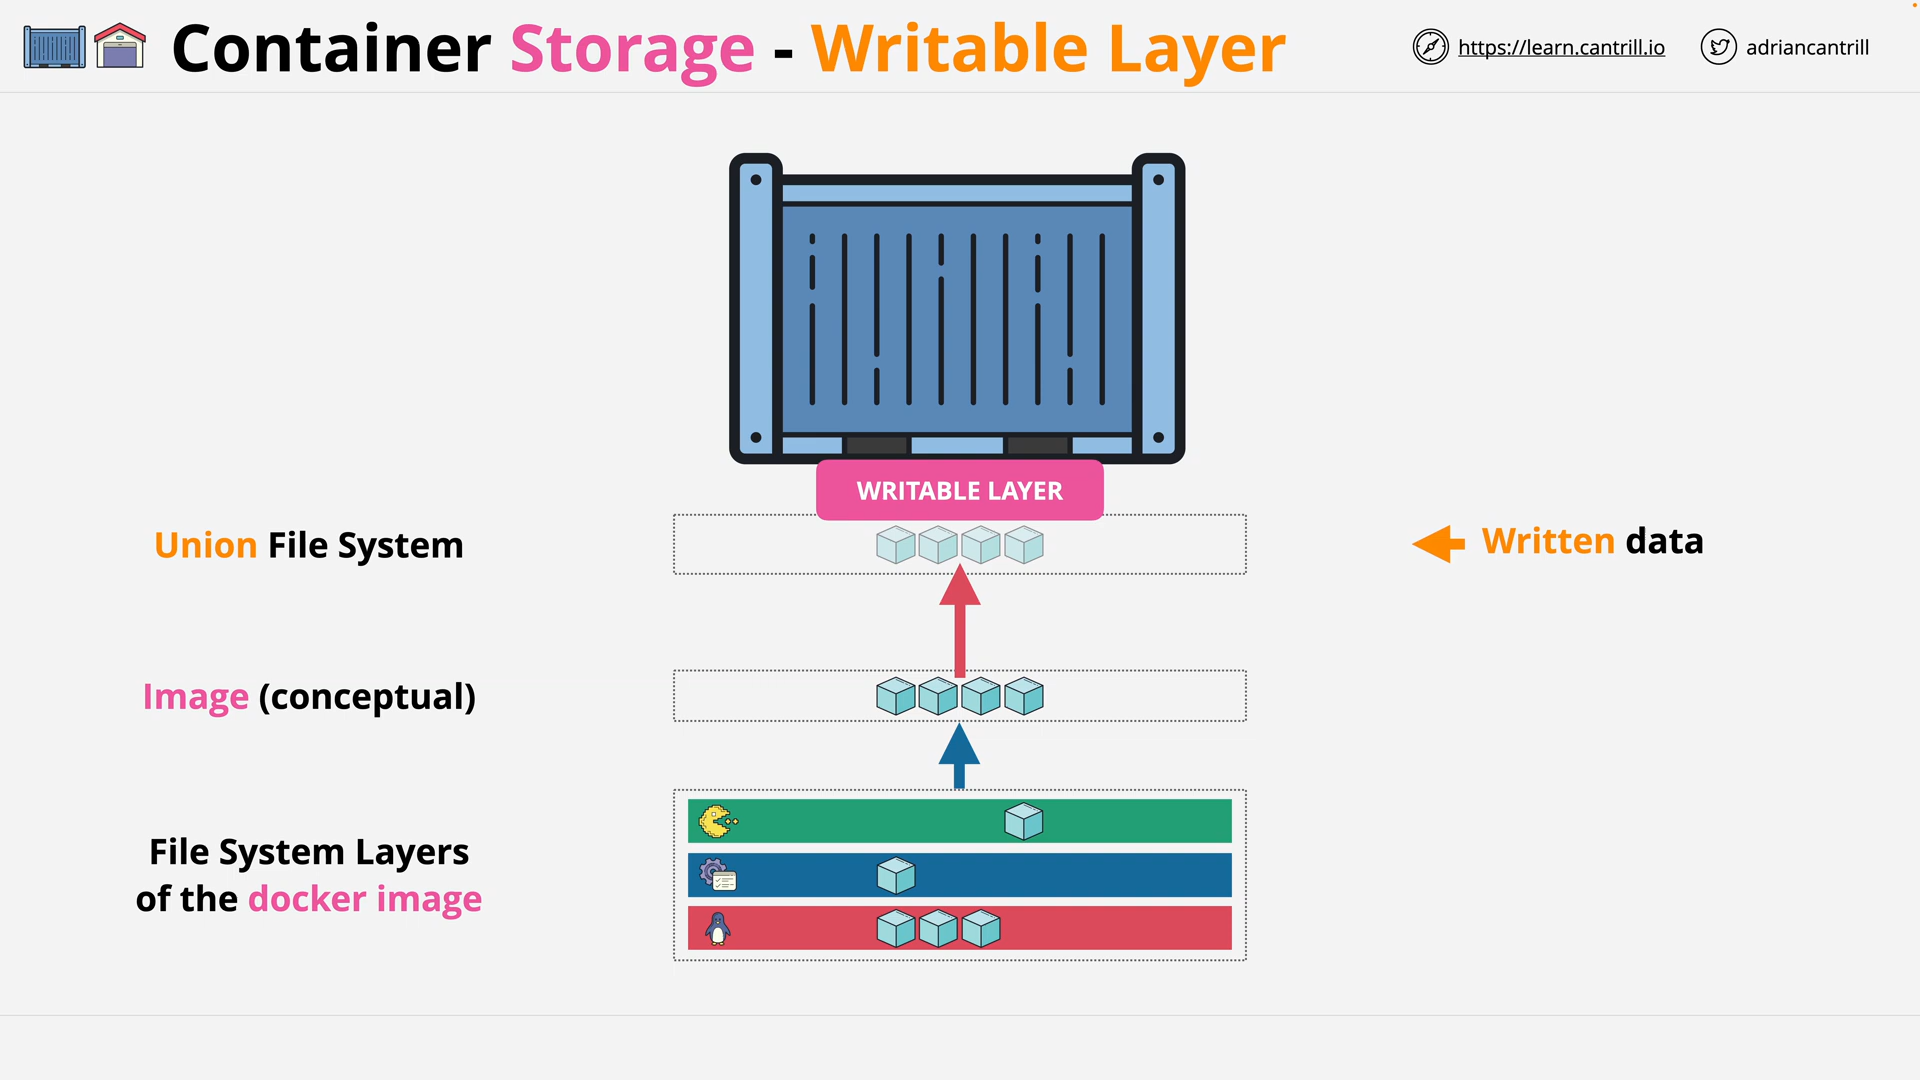 Container Storage - Writable Layer
https://learn.cantrill.io
adriancantrill
WRITABLE LAYER
Union File System
Written data
Image (conceptual)
File System Layers
of the docker image